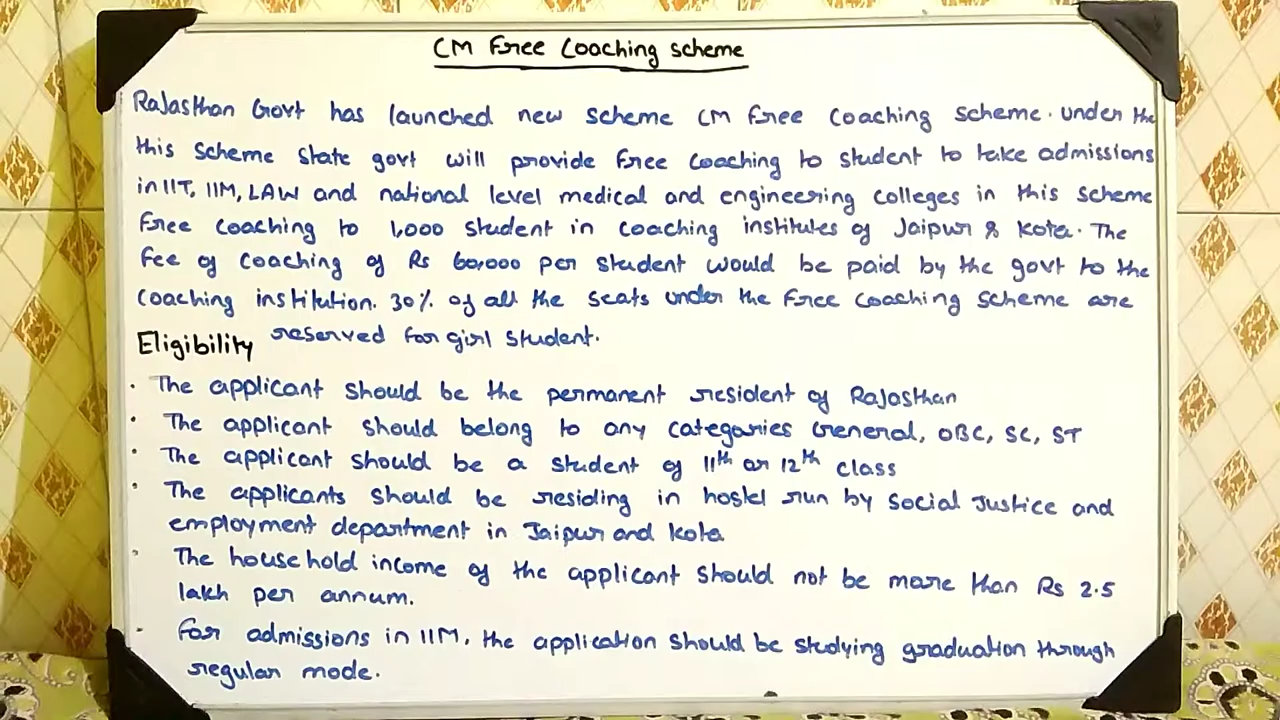 CM Free Coaching scheme
Rajasthan Govt has launched new scheme CM free coaching scheme. under the
this scheme state govt will provide free coaching to student to take admissions
in IIT, IIM, LAW and national level medical and engineering colleges in this scheme
free coaching to 1,000 student in coaching institutes of Jaipur & Kota. The
fee of coaching of Rs 60,000 per student would be paid by the govt to the
coaching institution. 30% of all the seats under the free coaching scheme are
reserved for girl student.
Eligibility
• The applicant should be the permanent resident of Rajasthan
• The applicant should belong to any categories General, OBC, SC, ST
• The applicant should be a student of 11th or 12th class
• The applicants should be residing in hostel run by social Justice and
employment department in Jaipur and Kota
• The household income of the applicant should not be more than Rs 2.5
lakh per annum.
• for admissions in IIM, the application should be studying graduation through
regular mode.